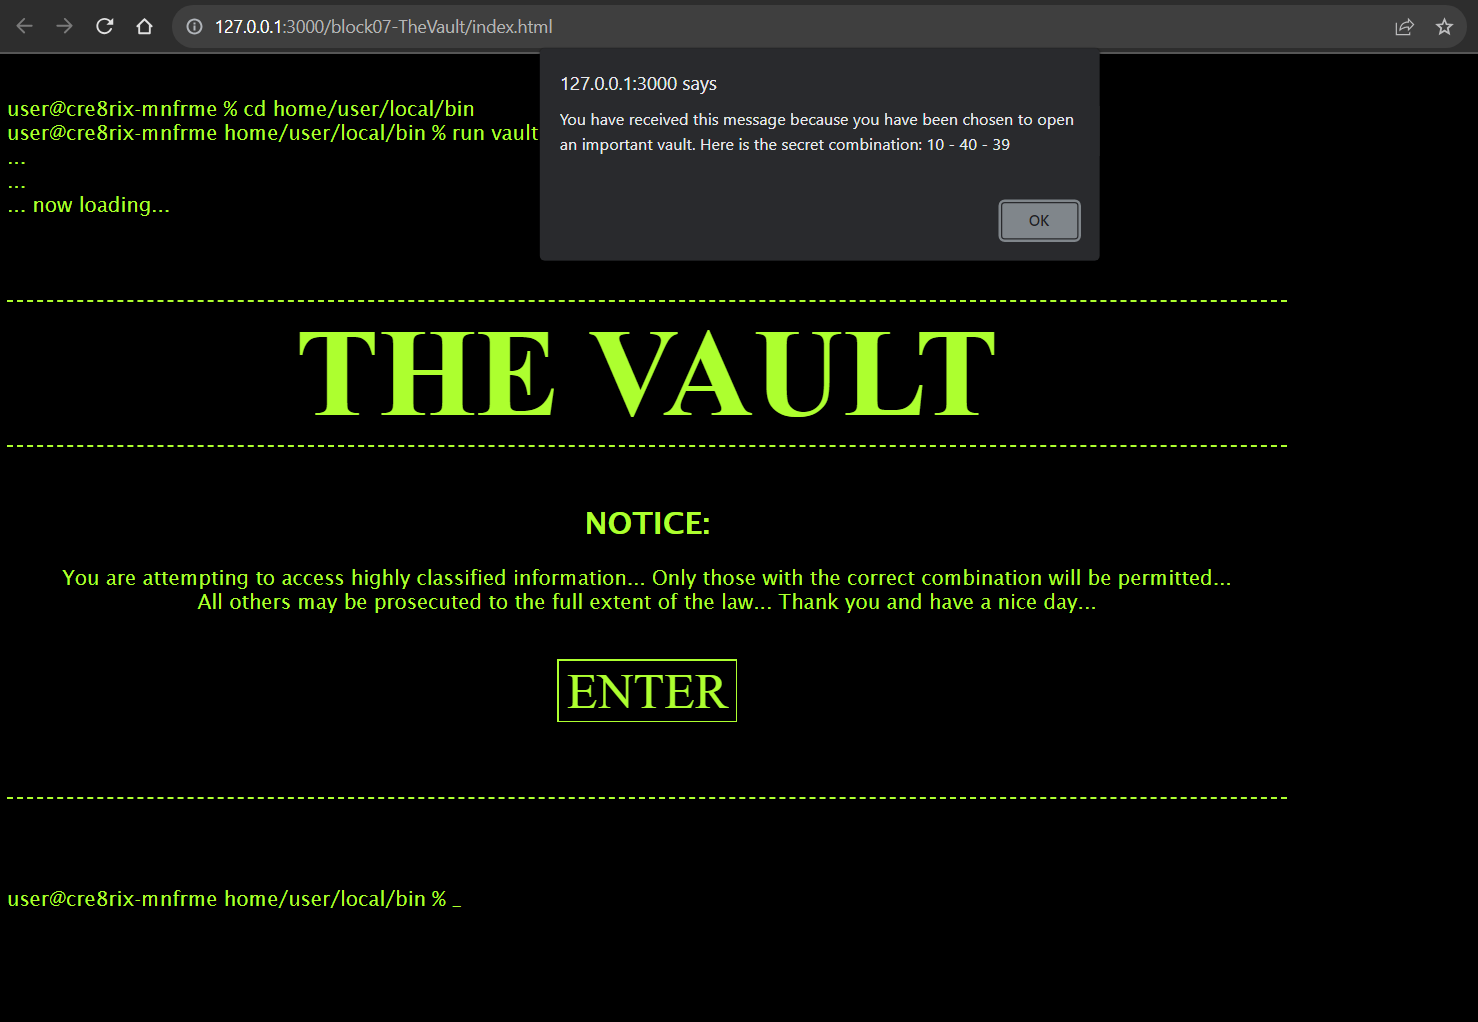 127.0.0.1:3000/block07-TheVault/index.html
127.0.0.1:3000 says
You have received this message because you have been chosen to open
an important vault. Here is the secret combination: 10 - 40 - 39
OK
user@cre8rix-mnfrme % cd home/user/local/bin
user@cre8rix-mnfrme home/user/local/bin % run vault
...
...
... now loading...
THE VAULT
NOTICE:
You are attempting to access highly classified information... Only those with the correct combination will be permitted...
All others may be prosecuted to the full extent of the law... Thank you and have a nice day...
ENTER
user@cre8rix-mnfrme home/user/local/bin % _